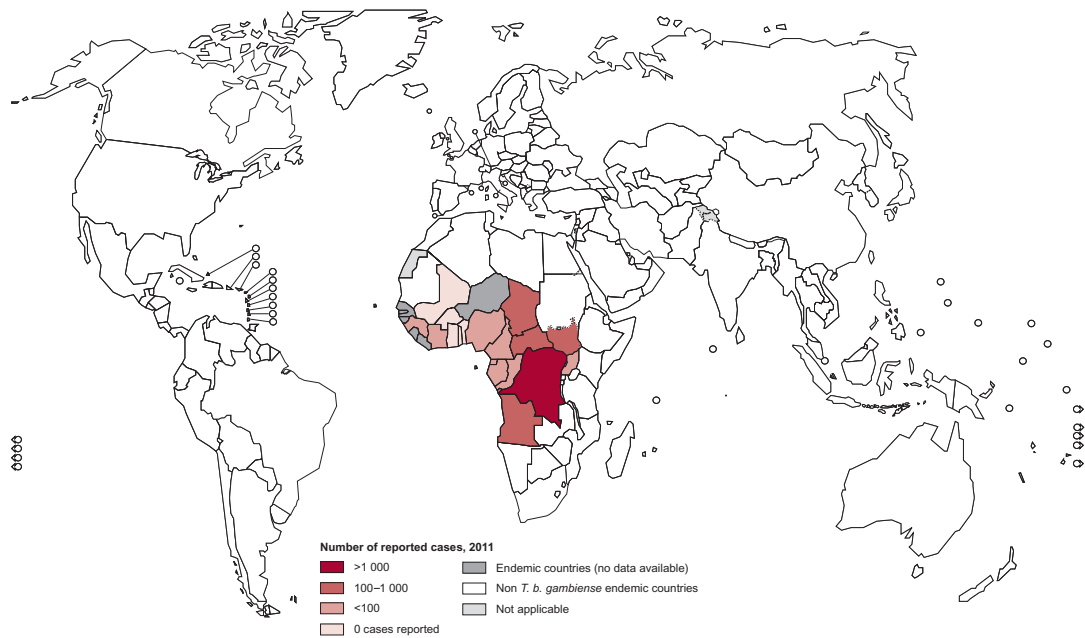 Number of reported cases, 2011
>1 000
100–1 000
<100
0 cases reported
Endemic countries (no data available)
Non T. b. gambiense endemic countries
Not applicable